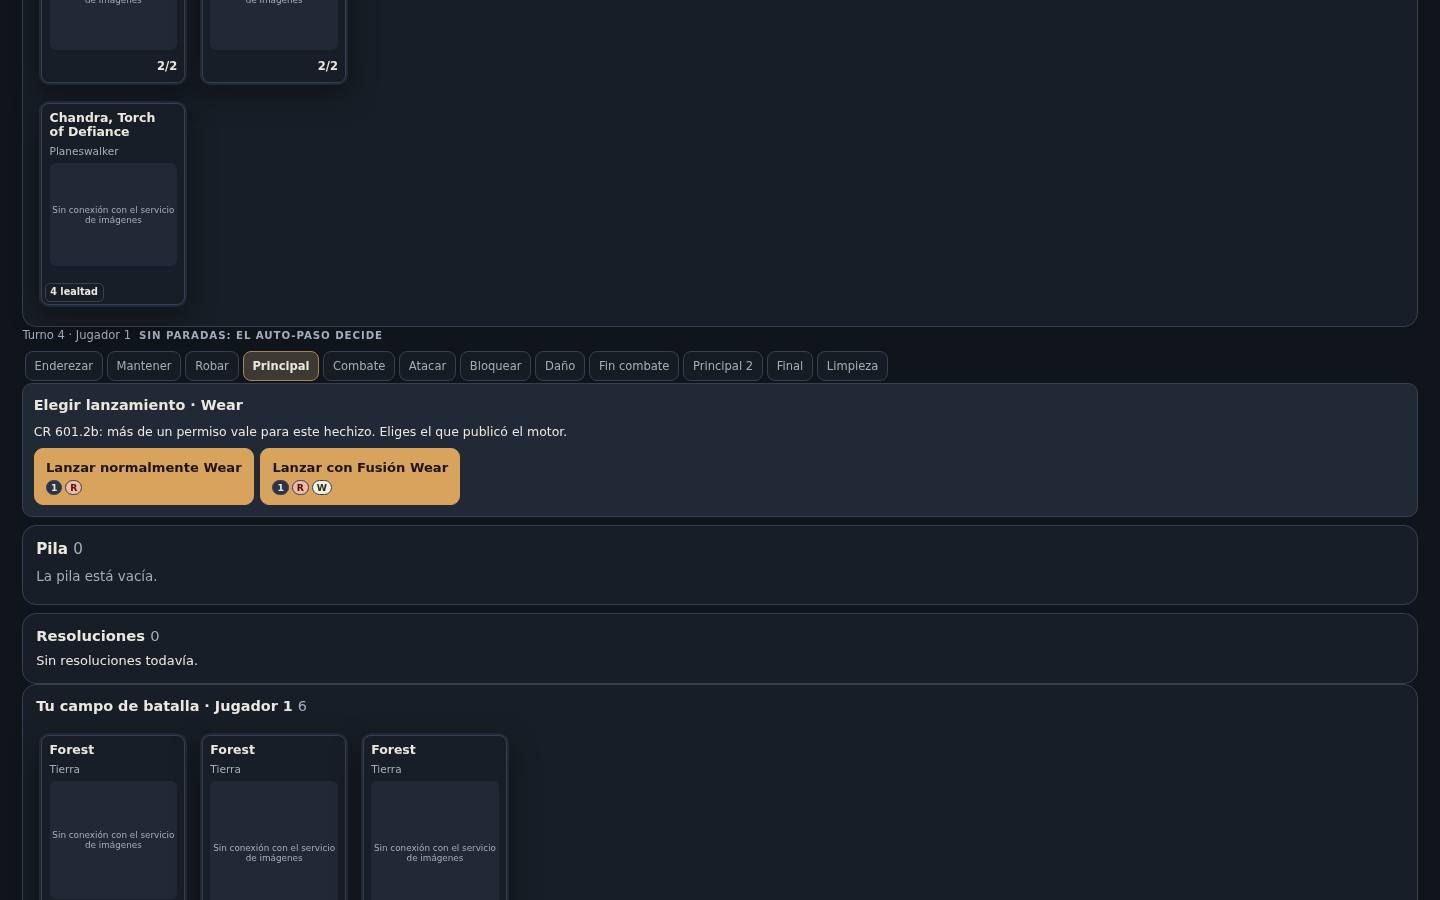 de imágenes
de imágenes
2/2
2/2
Chandra, Torch
of Defiance
Planeswalker
Sin conexión con el servicio
de imágenes
4 lealtad
Turno 4 · Jugador 1 SIN PARADAS: EL AUTO-PASO DECIDE
Enderezar Mantener Robar Principal Combate Atacar Bloquear Daño Fin combate Principal 2 Final Limpieza
Elegir lanzamiento · Wear
CR 601.2b: más de un permiso vale para este hechizo. Eliges el que publicó el motor.
Lanzar normalmente Wear
1 R
Lanzar con Fusión Wear
1 R W
Pila 0
La pila está vacía.
Resoluciones 0
Sin resoluciones todavía.
Tu campo de batalla · Jugador 1 6
Forest
Tierra
Sin conexión con el servicio
de imágenes
Forest
Tierra
Sin conexión con el servicio
de imágenes
Forest
Tierra
Sin conexión con el servicio
de imágenes